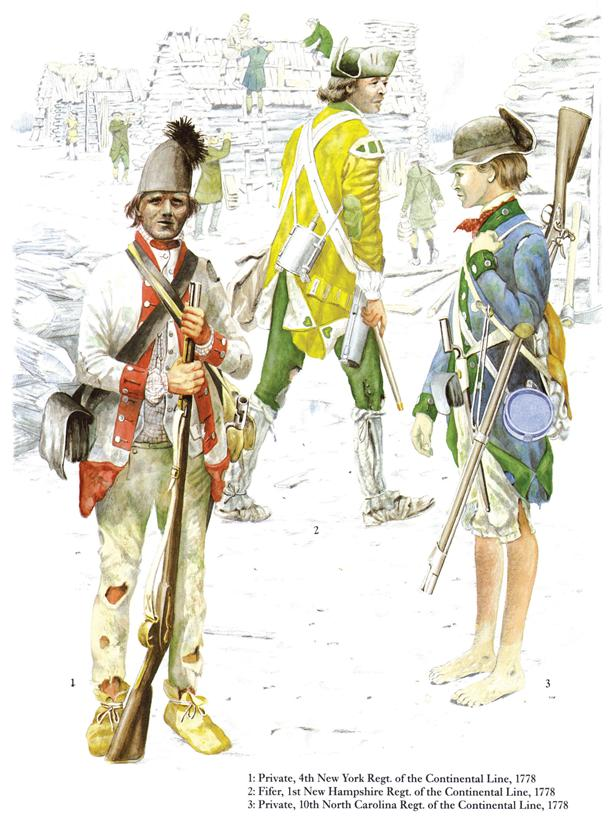 2
1
3
1: Private, 4th New York Regt. of the Continental Line, 1778
2: Fifer, 1st New Hampshire Regt. of the Continental Line, 1778
3: Private, 10th North Carolina Regt. of the Continental Line, 1778